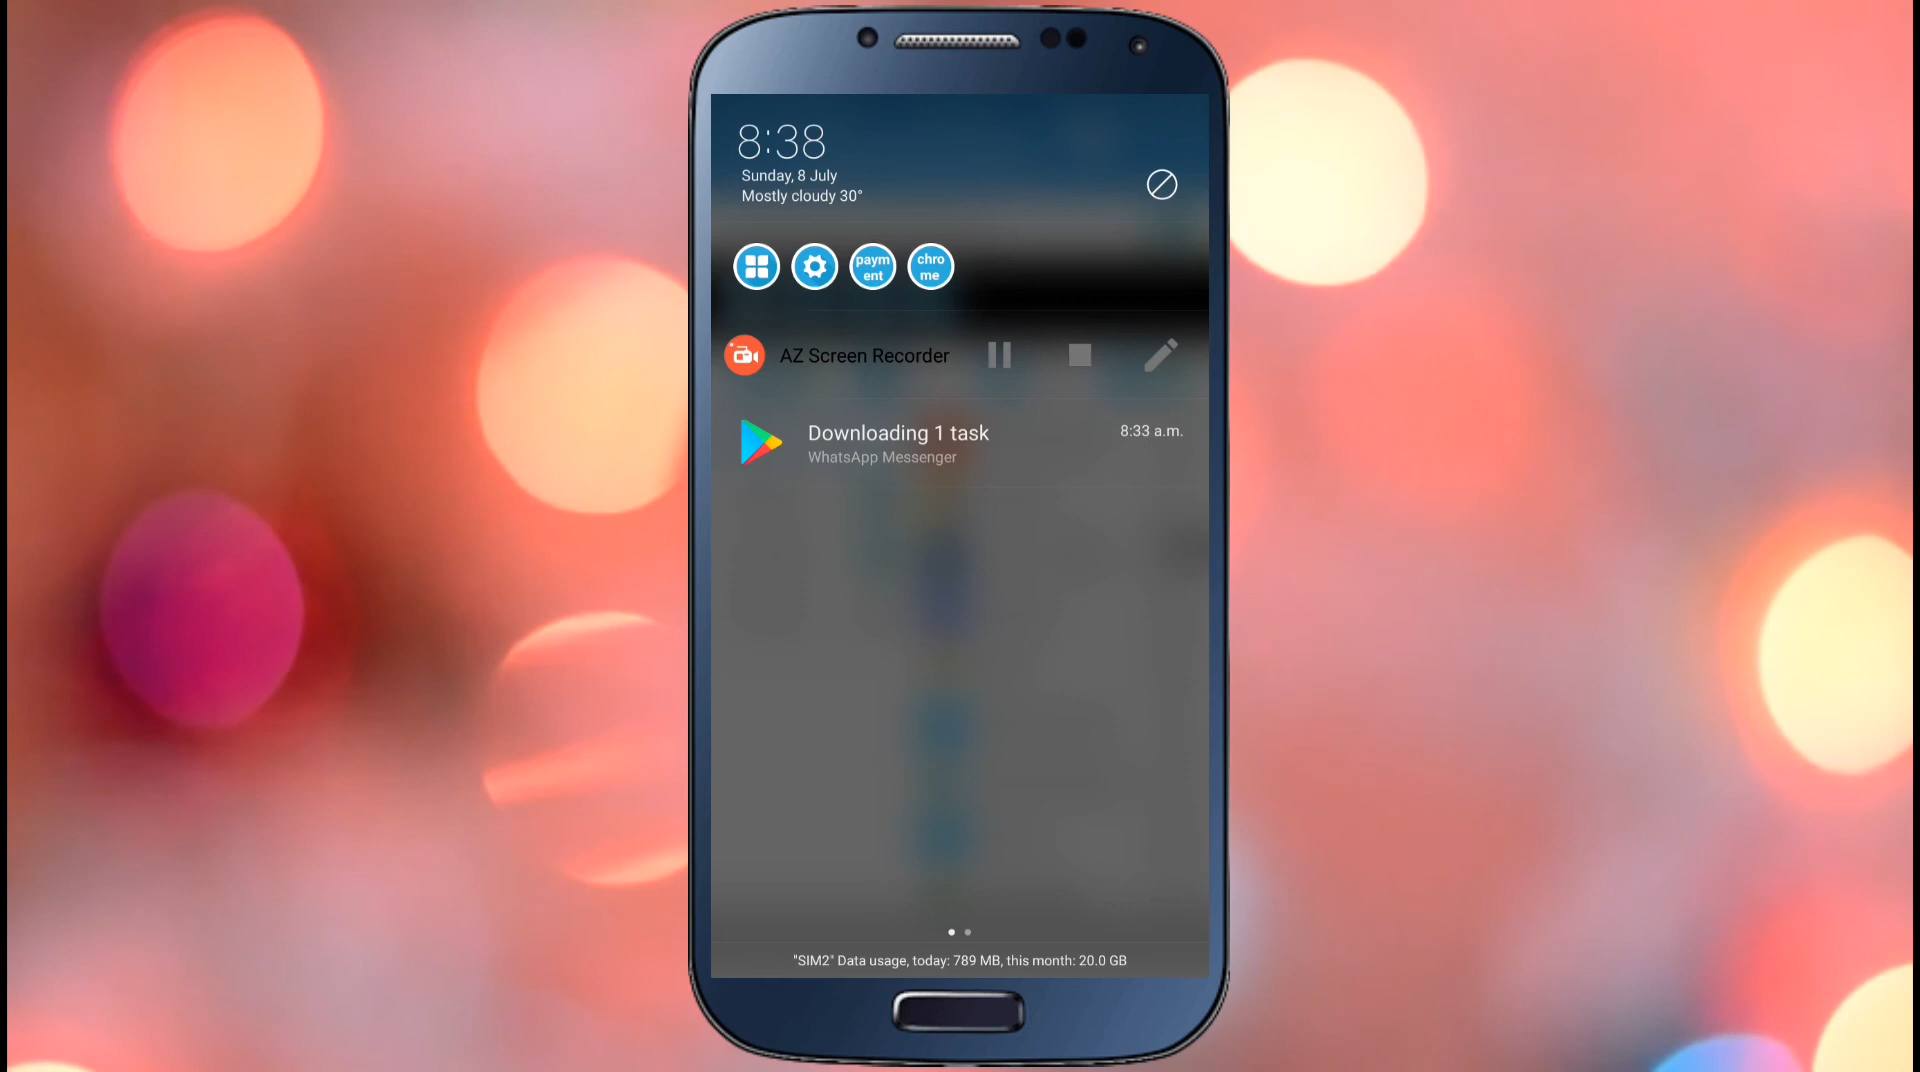 8:38
Sunday, 8 July
Mostly cloudy 30°
paym
ent
chro
me
AZ Screen Recorder
Downloading 1 task
8:33 a.m.
WhatsApp Messenger
"SIM2" Data usage, today: 789 MB, this month: 20.0 GB